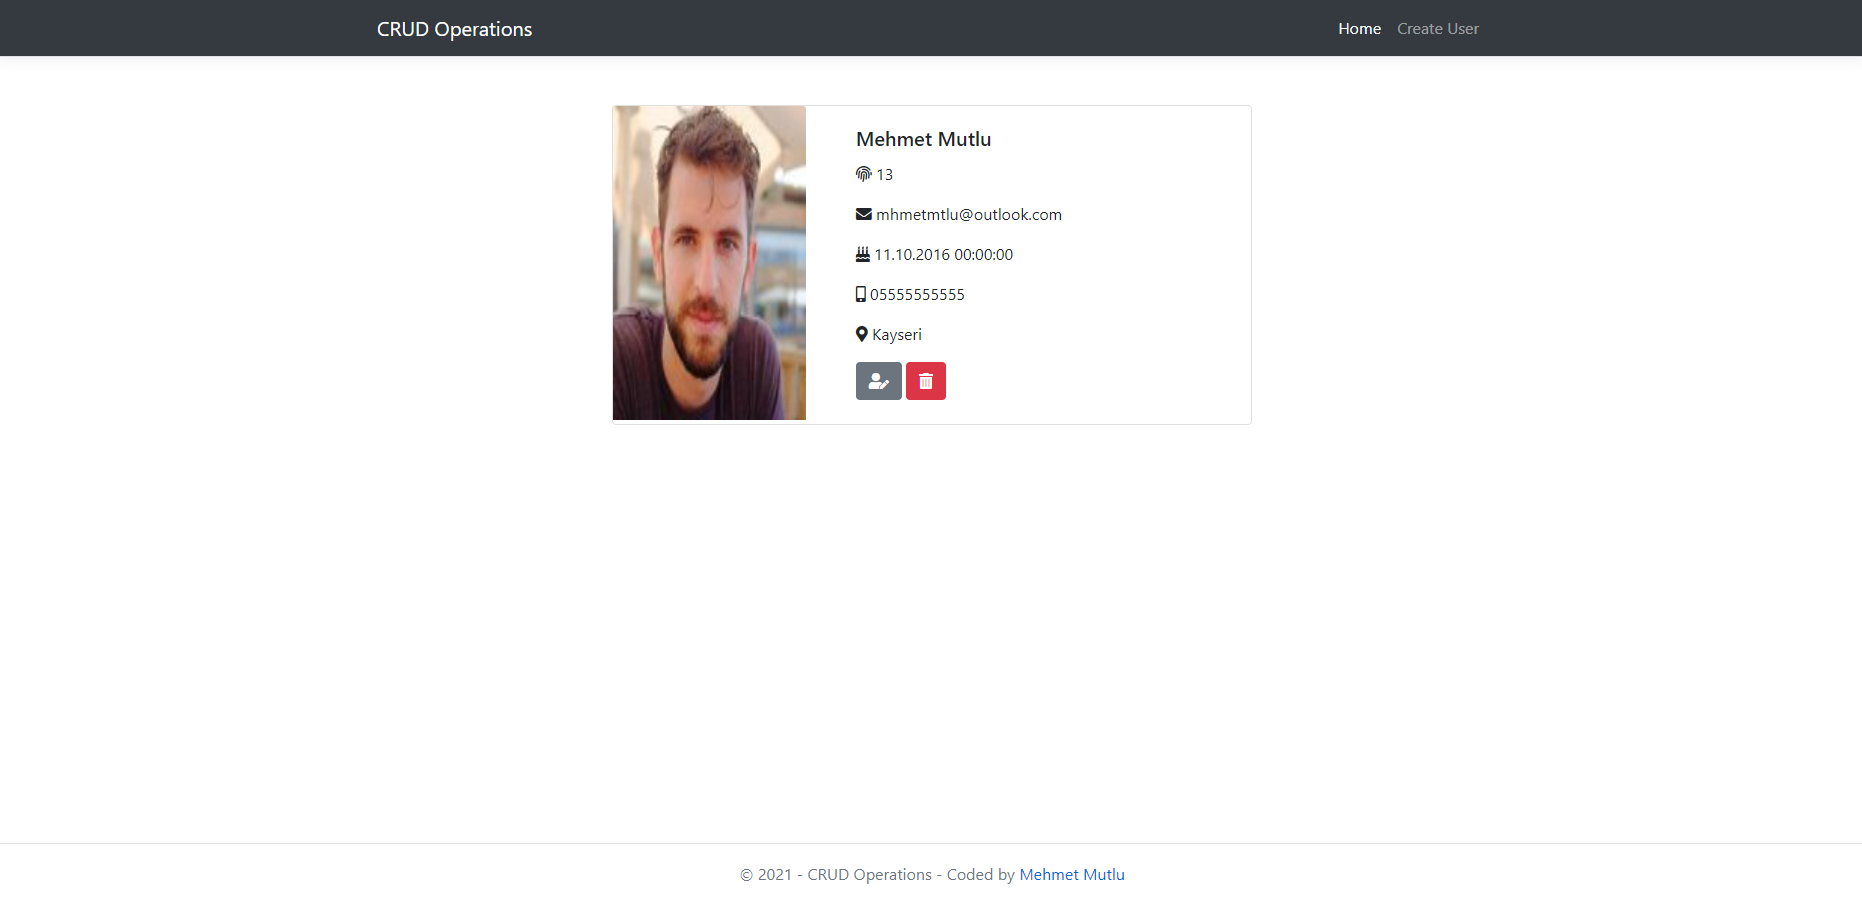 CRUD Operations
Home
Create User
Mehmet Mutlu
13
mhmetmtlu@outlook.com
11.10.2016 00:00:00
05555555555
Kayseri
© 2021 - CRUD Operations - Coded by Mehmet Mutlu